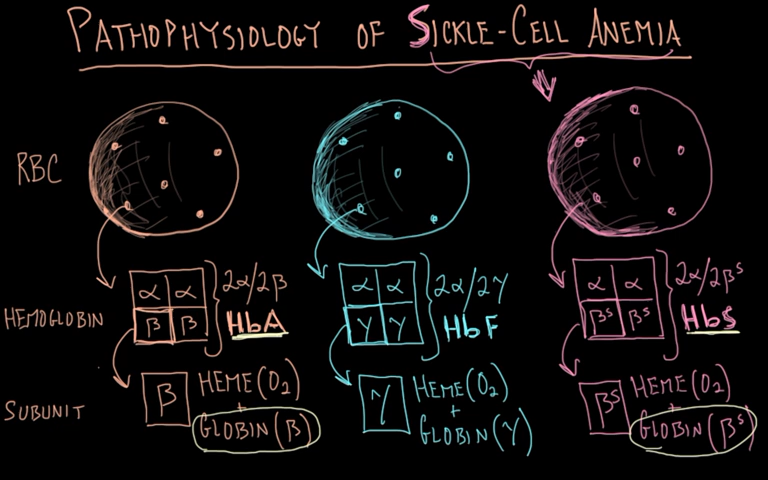 PATHOPHYSIOLOGY OF SICKLE-CELL ANEMIA
RBC
HEMOGLOBIN
α α
β β
2α/2β
HbA
α α
γ γ
2α/2γ
HbF
α α
βˢ βˢ
2α/2βˢ
HbS
SUBUNIT
β
HEME(O₂)
+
GLOBIN(β)
γ
HEME(O₂)
+
GLOBIN(γ)
βˢ
HEME(O₂)
+
GLOBIN(βˢ)